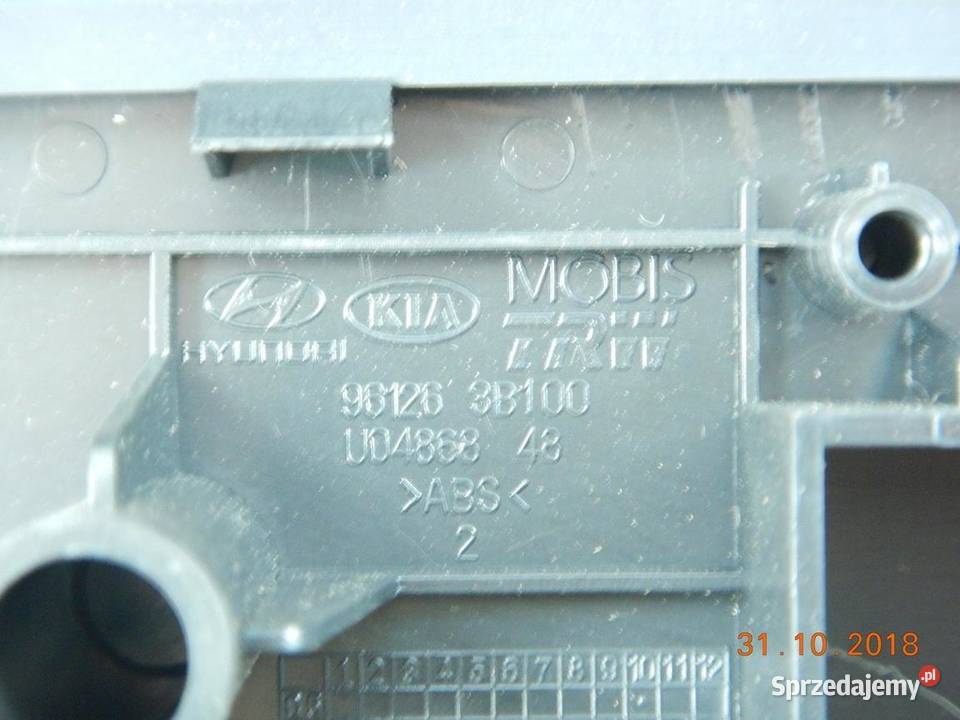 HYUNDAI
KIA
MOBIS
TRW
96126 3B100
U04868 48
>ABS<
2
1 2 3 4 5 6 7 8 9 10 11 12
31.10.2018
Sprzedajemy.pl